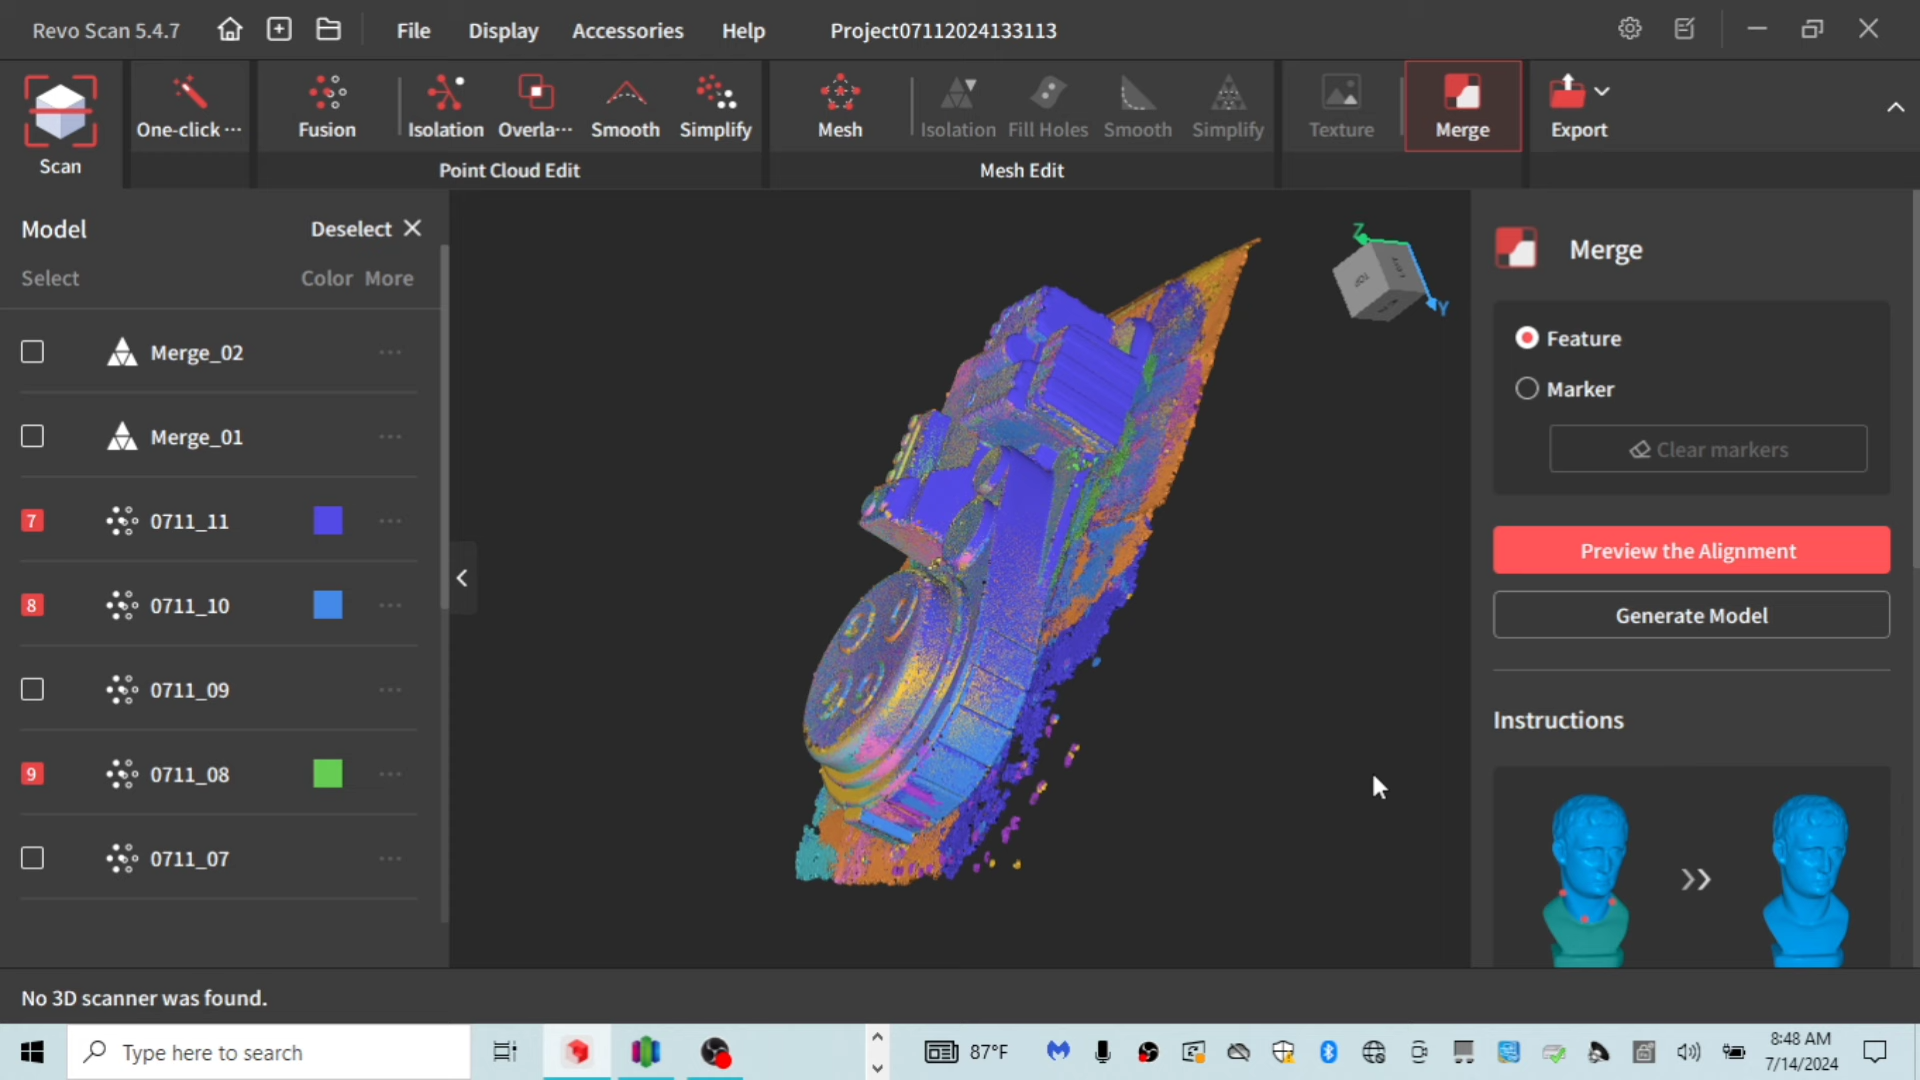 Revo Scan 5.4.7
File Display Accessories Help
Project07112024133113
Scan
One-click ···
Fusion
Isolation
Overla···
Smooth
Simplify
Point Cloud Edit
Mesh
Isolation
Fill Holes
Smooth
Simplify
Mesh Edit
Texture
Merge
Export
Model
Deselect
Select
Color More
Merge_02
Merge_01
7 0711_11
8 0711_10
0711_09
9 0711_08
0711_07
Z
TOP
Y
Merge
Feature
Marker
Clear markers
Preview the Alignment
Generate Model
Instructions
No 3D scanner was found.
Type here to search
87°F
8:48 AM
7/14/2024